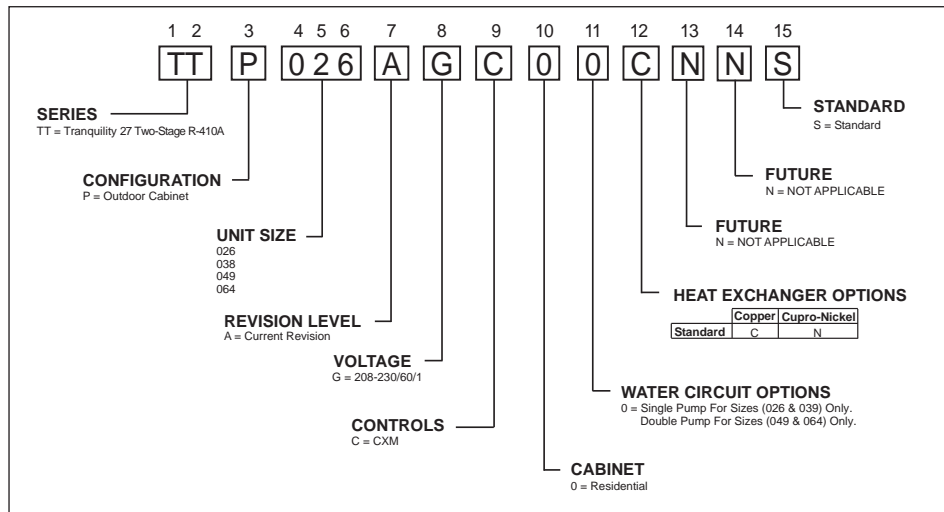 1 2 3 4 5 6 7 8 9 10 11 12 13 14 15
TT P 0 2 6 A G C 0 0 C N N S
SERIES
TT = Tranquility 27 Two-Stage R-410A
CONFIGURATION
P = Outdoor Cabinet
UNIT SIZE
026
038
049
064
REVISION LEVEL
A = Current Revision
VOLTAGE
G = 208-230/60/1
CONTROLS
C = CXM
STANDARD
S = Standard
FUTURE
N = NOT APPLICABLE
FUTURE
N = NOT APPLICABLE
HEAT EXCHANGER OPTIONS
Copper Cupro-Nickel
Standard C N
WATER CIRCUIT OPTIONS
0 = Single Pump For Sizes (026 & 039) Only.
Double Pump For Sizes (049 & 064) Only.
CABINET
0 = Residential